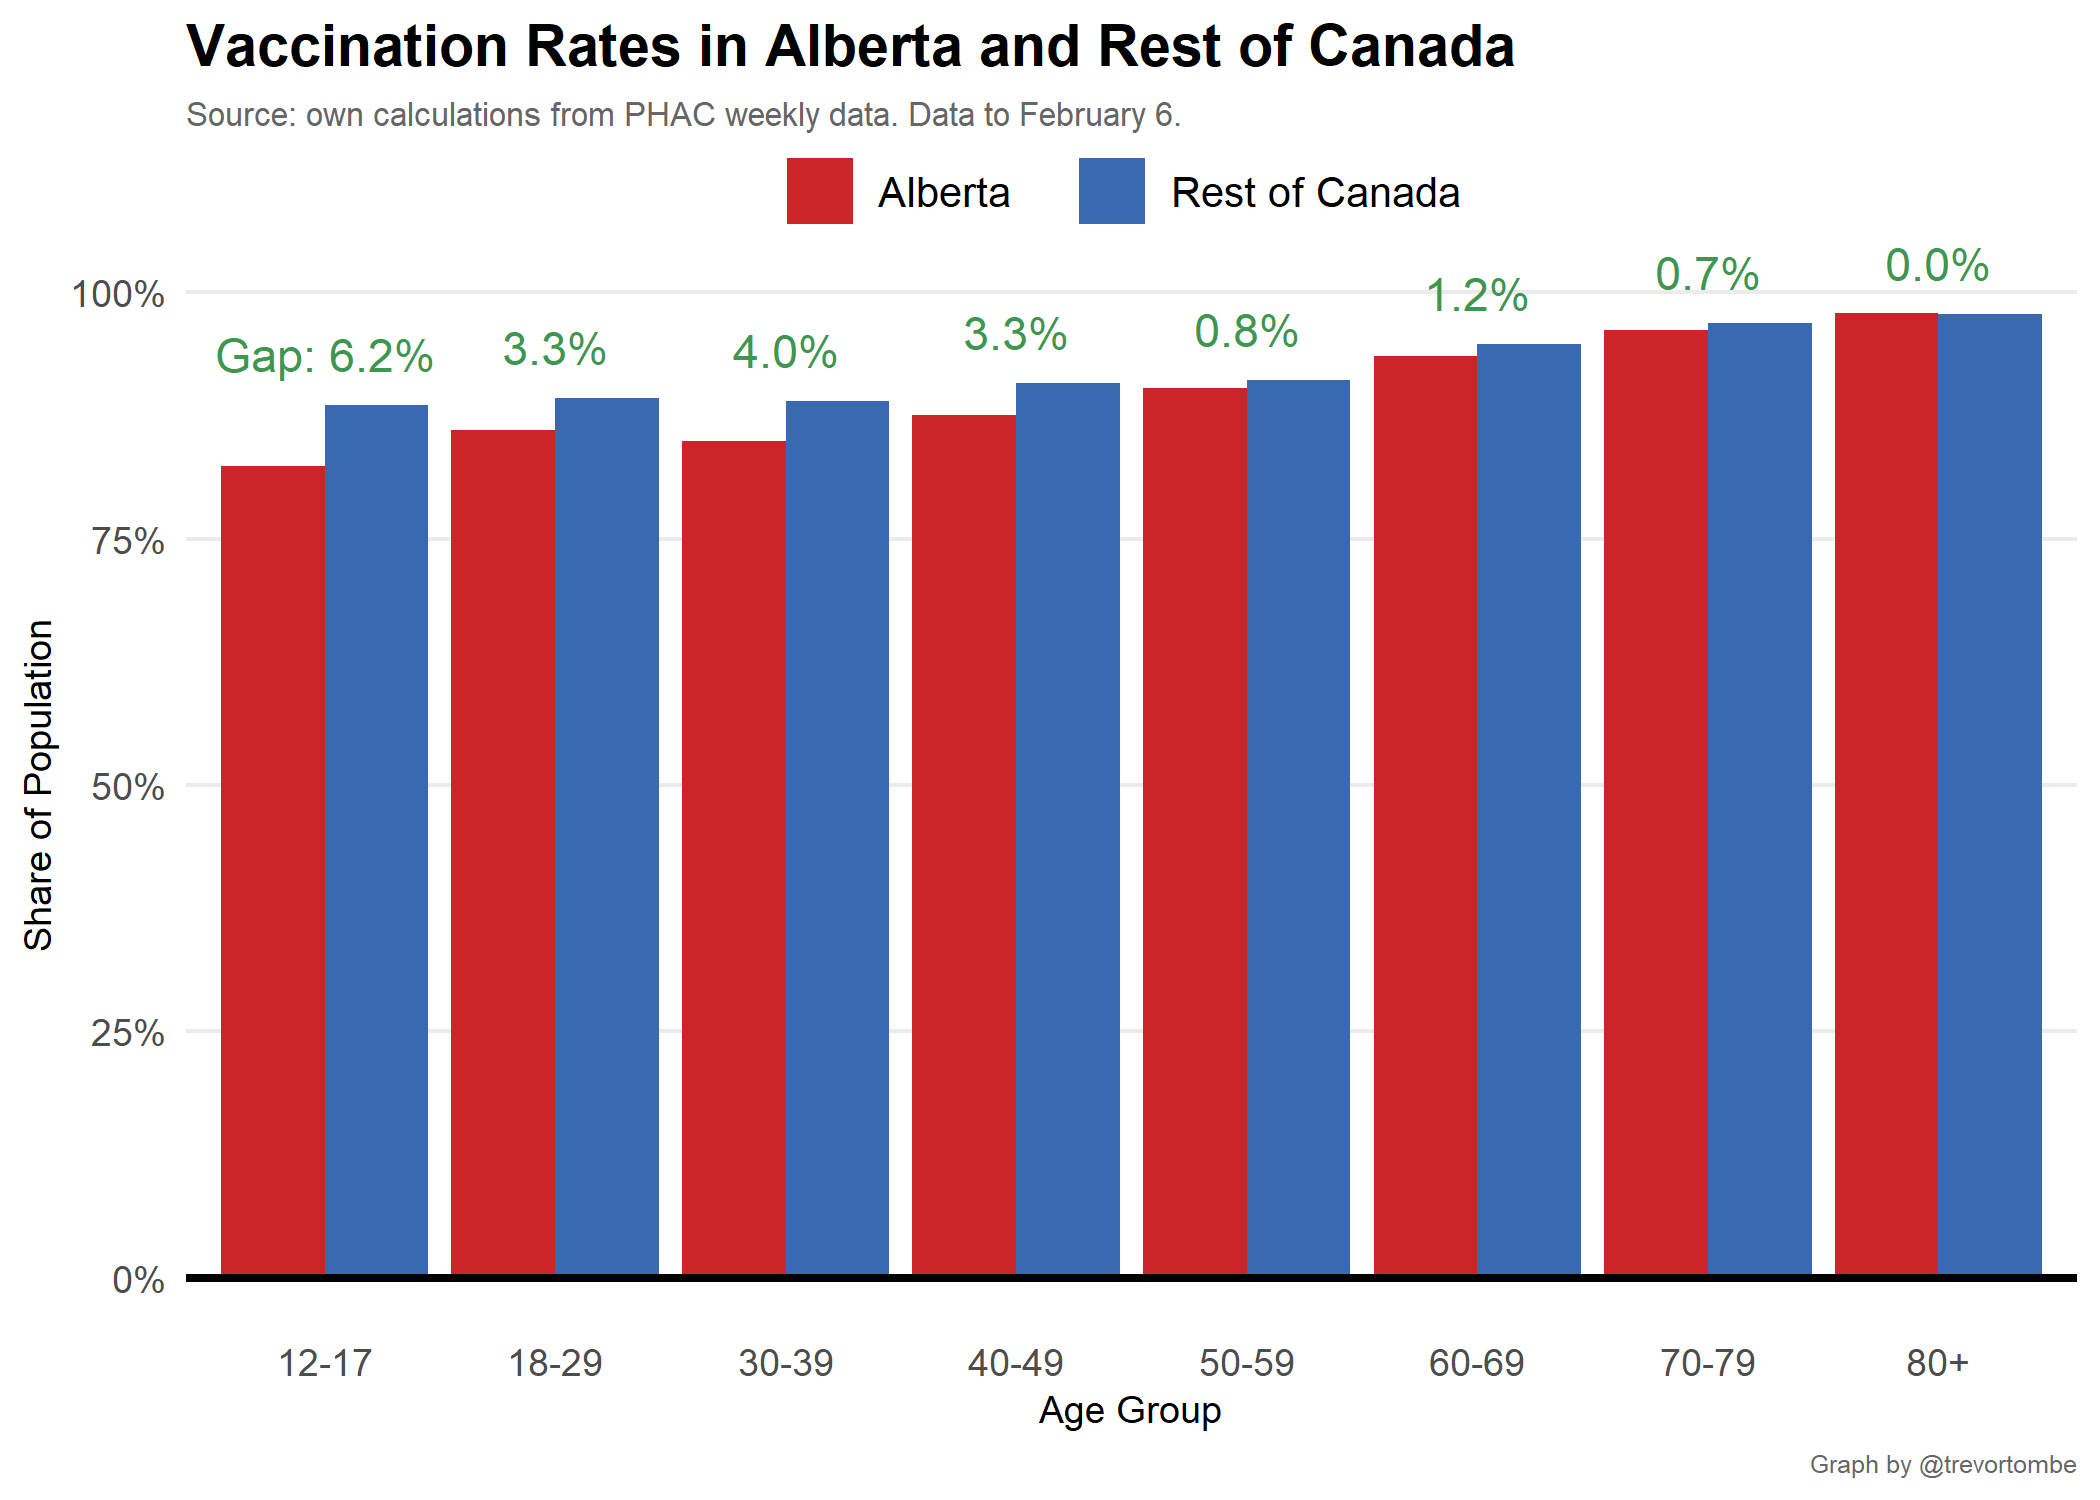 Vaccination Rates in Alberta and Rest of Canada
Source: own calculations from PHAC weekly data. Data to February 6.
Alberta
Rest of Canada
Share of Population
100%
75%
50%
25%
0%
Gap: 6.2%
3.3%
4.0%
3.3%
0.8%
1.2%
0.7%
0.0%
12-17
18-29
30-39
40-49
50-59
60-69
70-79
80+
Age Group
Graph by @trevortombe